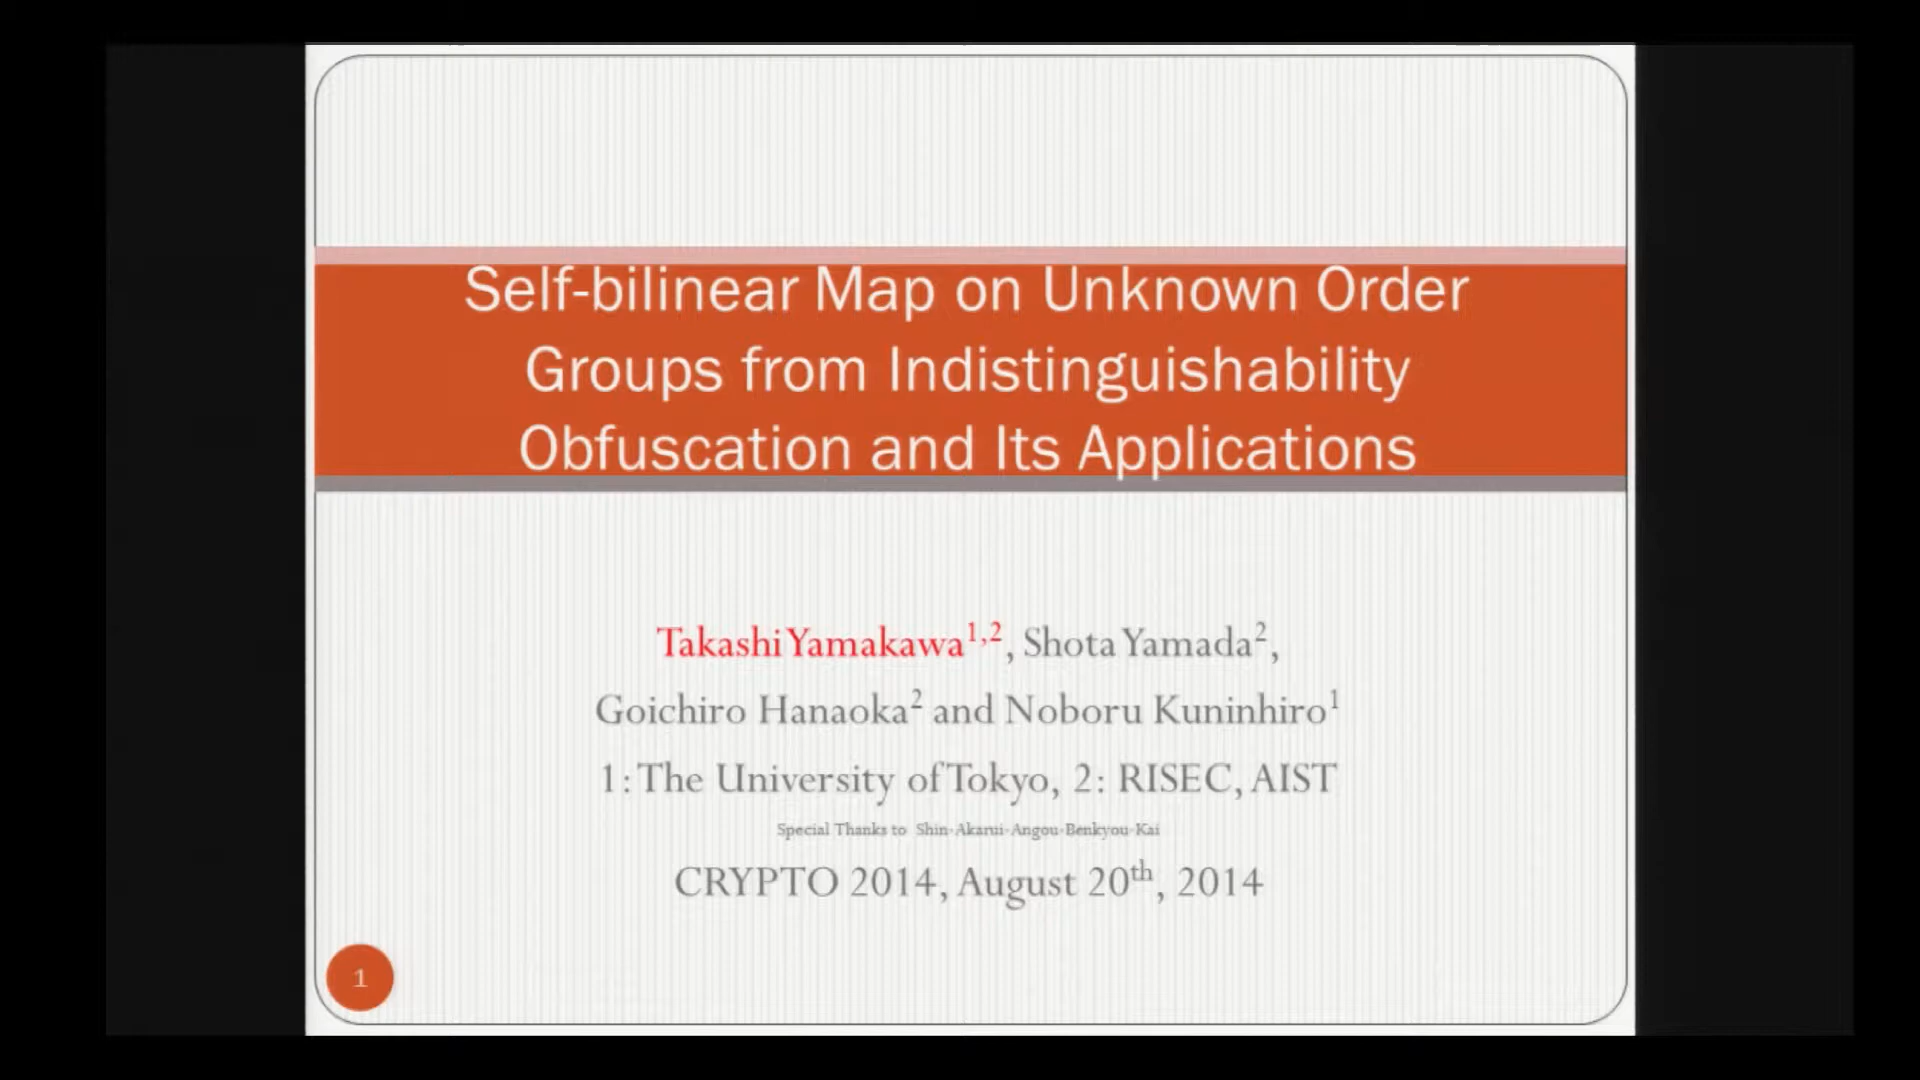 Self-bilinear Map on Unknown Order
Groups from Indistinguishability
Obfuscation and Its Applications
Takashi Yamakawa1,2, Shota Yamada2,
Goichiro Hanaoka2 and Noboru Kuninhiro1
1: The University of Tokyo, 2: RISEC, AIST
Special Thanks to Shin-Akarui-Angou-Benkyou-Kai
CRYPTO 2014, August 20th, 2014
1